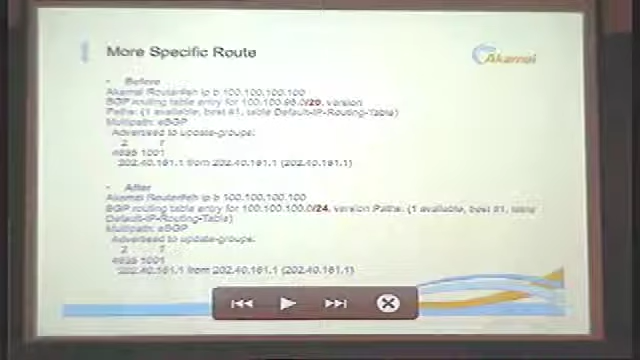 More Specific Route
Akamai
Before
Akamai Router#sh ip b 100.100.100.100
BGP routing table entry for 100.100.96.0/20, version
Paths: (1 available, best #1, table Default-IP-Routing-Table)
Multipath: eBGP
Advertised to update-groups:
2 7
4635 1001
202.40.161.1 from 202.40.161.1 (202.40.161.1)
After
Akamai Router#sh ip b 100.100.100.100
BGP routing table entry for 100.100.100.0/24, version Paths: (1 available, best #1, table
Default-IP-Routing-Table)
Multipath: eBGP
Advertised to update-groups:
2 7
4635 1001
202.40.161.1 from 202.40.161.1 (202.40.161.1)